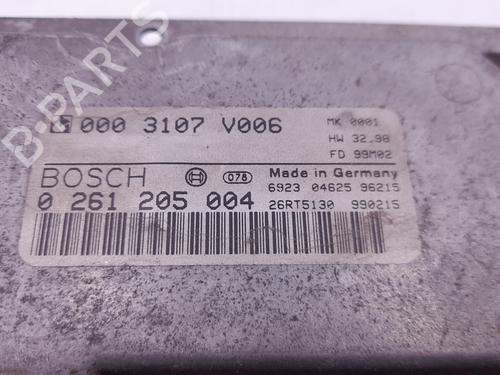 000 3107 V006
MK 0001
HW 32.98
FD 99M02
BOSCH
078
Made in Germany
6923 04625 96215
0 261 205 004
26RT5130 990215
B-PARTS